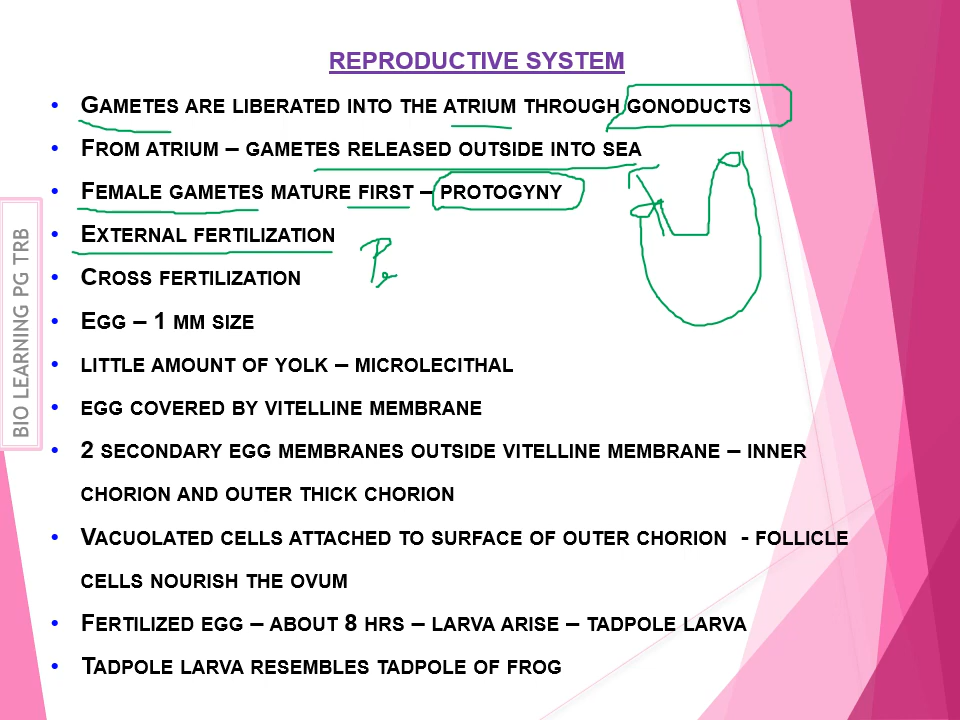 REPRODUCTIVE SYSTEM
• GAMETES ARE LIBERATED INTO THE ATRIUM THROUGH GONODUCTS
• FROM ATRIUM – GAMETES RELEASED OUTSIDE INTO SEA
• FEMALE GAMETES MATURE FIRST – PROTOGYNY
• EXTERNAL FERTILIZATION
• CROSS FERTILIZATION
• EGG – 1 MM SIZE
• LITTLE AMOUNT OF YOLK – MICROLECITHAL
• EGG COVERED BY VITELLINE MEMBRANE
• 2 SECONDARY EGG MEMBRANES OUTSIDE VITELLINE MEMBRANE – INNER
CHORION AND OUTER THICK CHORION
• VACUOLATED CELLS ATTACHED TO SURFACE OF OUTER CHORION - FOLLICLE
CELLS NOURISH THE OVUM
• FERTILIZED EGG – ABOUT 8 HRS – LARVA ARISE – TADPOLE LARVA
• TADPOLE LARVA RESEMBLES TADPOLE OF FROG
BIO LEARNING PG TRB